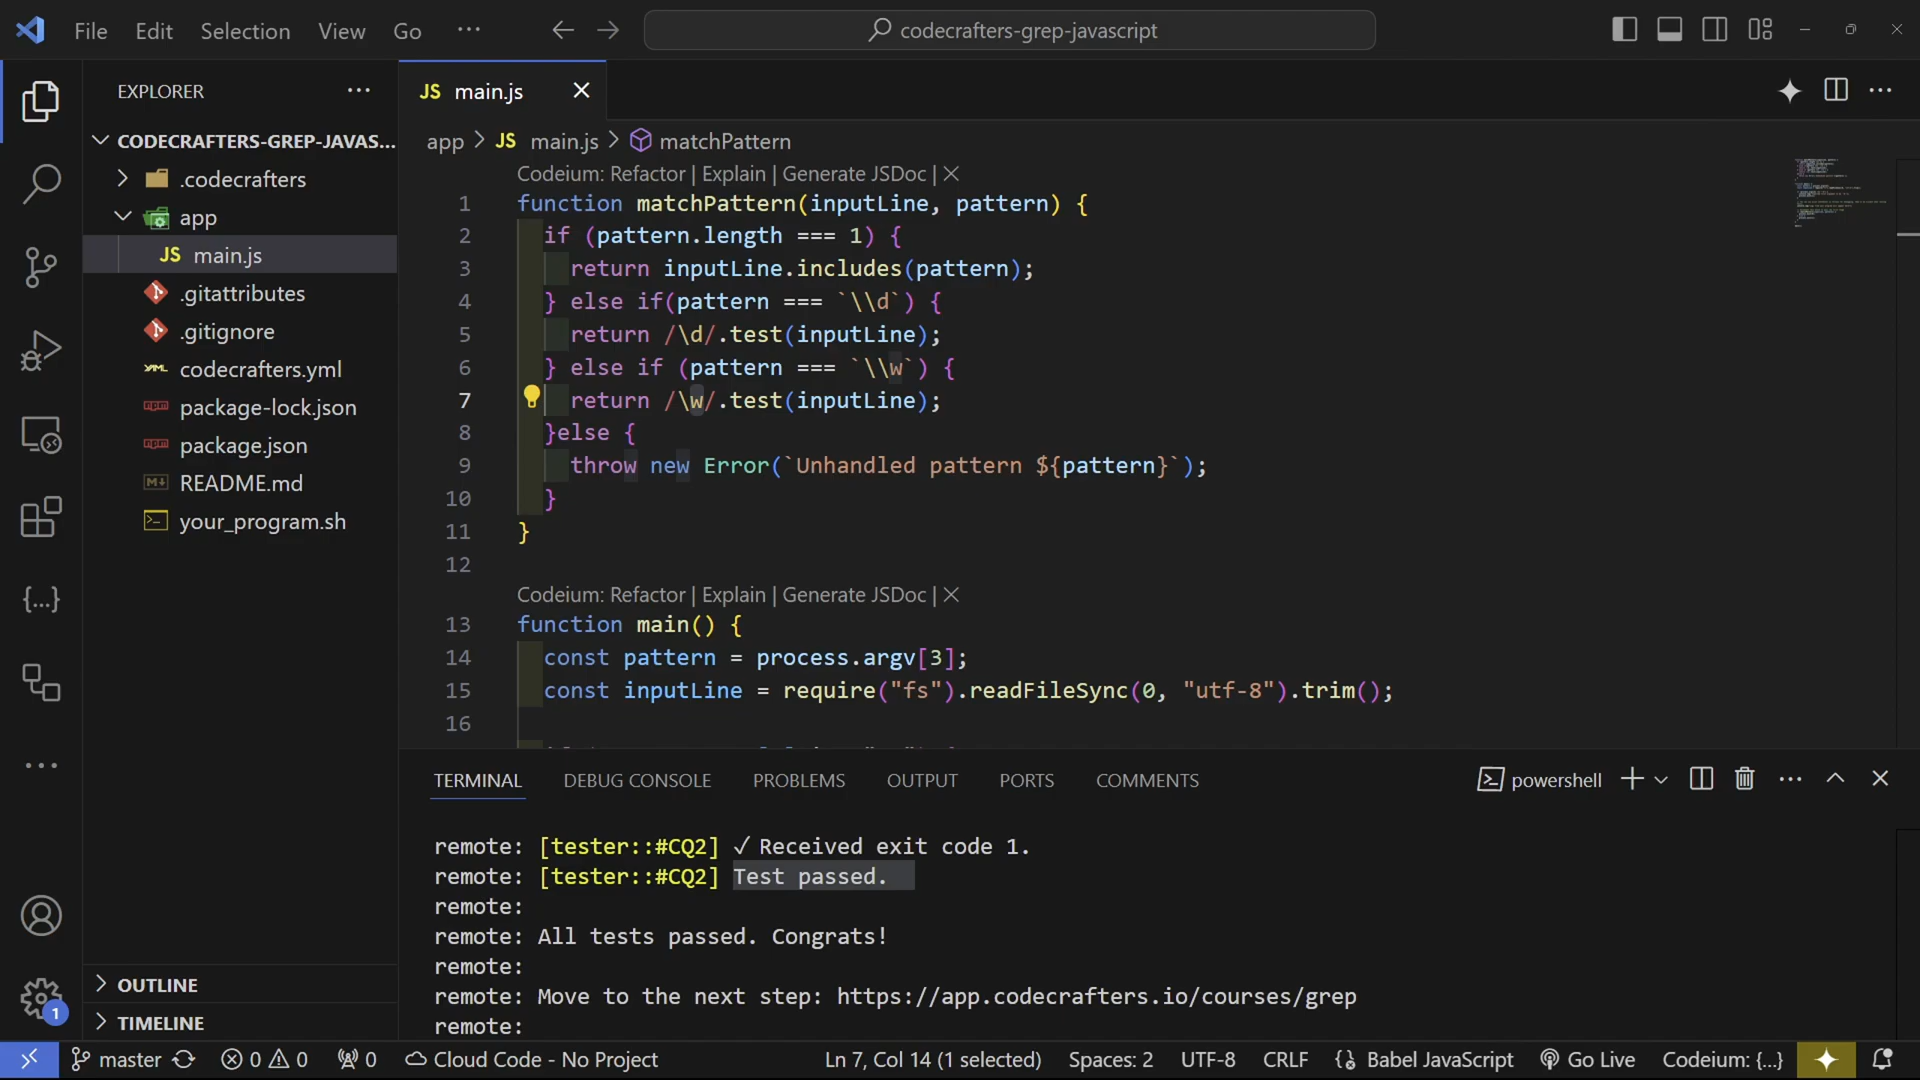 File Edit Selection View Go ··· codecrafters-grep-javascript
EXPLORER ···
CODECRAFTERS-GREP-JAVAS...
.codecrafters
app
JS main.js
.gitattributes
.gitignore
codecrafters.yml
package-lock.json
package.json
README.md
your_program.sh
OUTLINE
TIMELINE
JS main.js
app > JS main.js > matchPattern
Codeium: Refactor | Explain | Generate JSDoc | ×
1 function matchPattern(inputLine, pattern) {
2 if (pattern.length === 1) {
3 return inputLine.includes(pattern);
4 } else if(pattern === `\\d`) {
5 return /\d/.test(inputLine);
6 } else if (pattern === `\\w`) {
7 return /\w/.test(inputLine);
8 }else {
9 throw new Error(`Unhandled pattern ${pattern}`);
10 }
11 }
12
Codeium: Refactor | Explain | Generate JSDoc | ×
13 function main() {
14 const pattern = process.argv[3];
15 const inputLine = require("fs").readFileSync(0, "utf-8").trim();
16
TERMINAL DEBUG CONSOLE PROBLEMS OUTPUT PORTS COMMENTS powershell
remote: [tester::#CQ2] ✓ Received exit code 1.
remote: [tester::#CQ2] Test passed.
remote:
remote: All tests passed. Congrats!
remote:
remote: Move to the next step: https://app.codecrafters.io/courses/grep
remote:
1
master 0 0 0 Cloud Code - No Project Ln 7, Col 14 (1 selected) Spaces: 2 UTF-8 CRLF Babel JavaScript Go Live Codeium: {...}